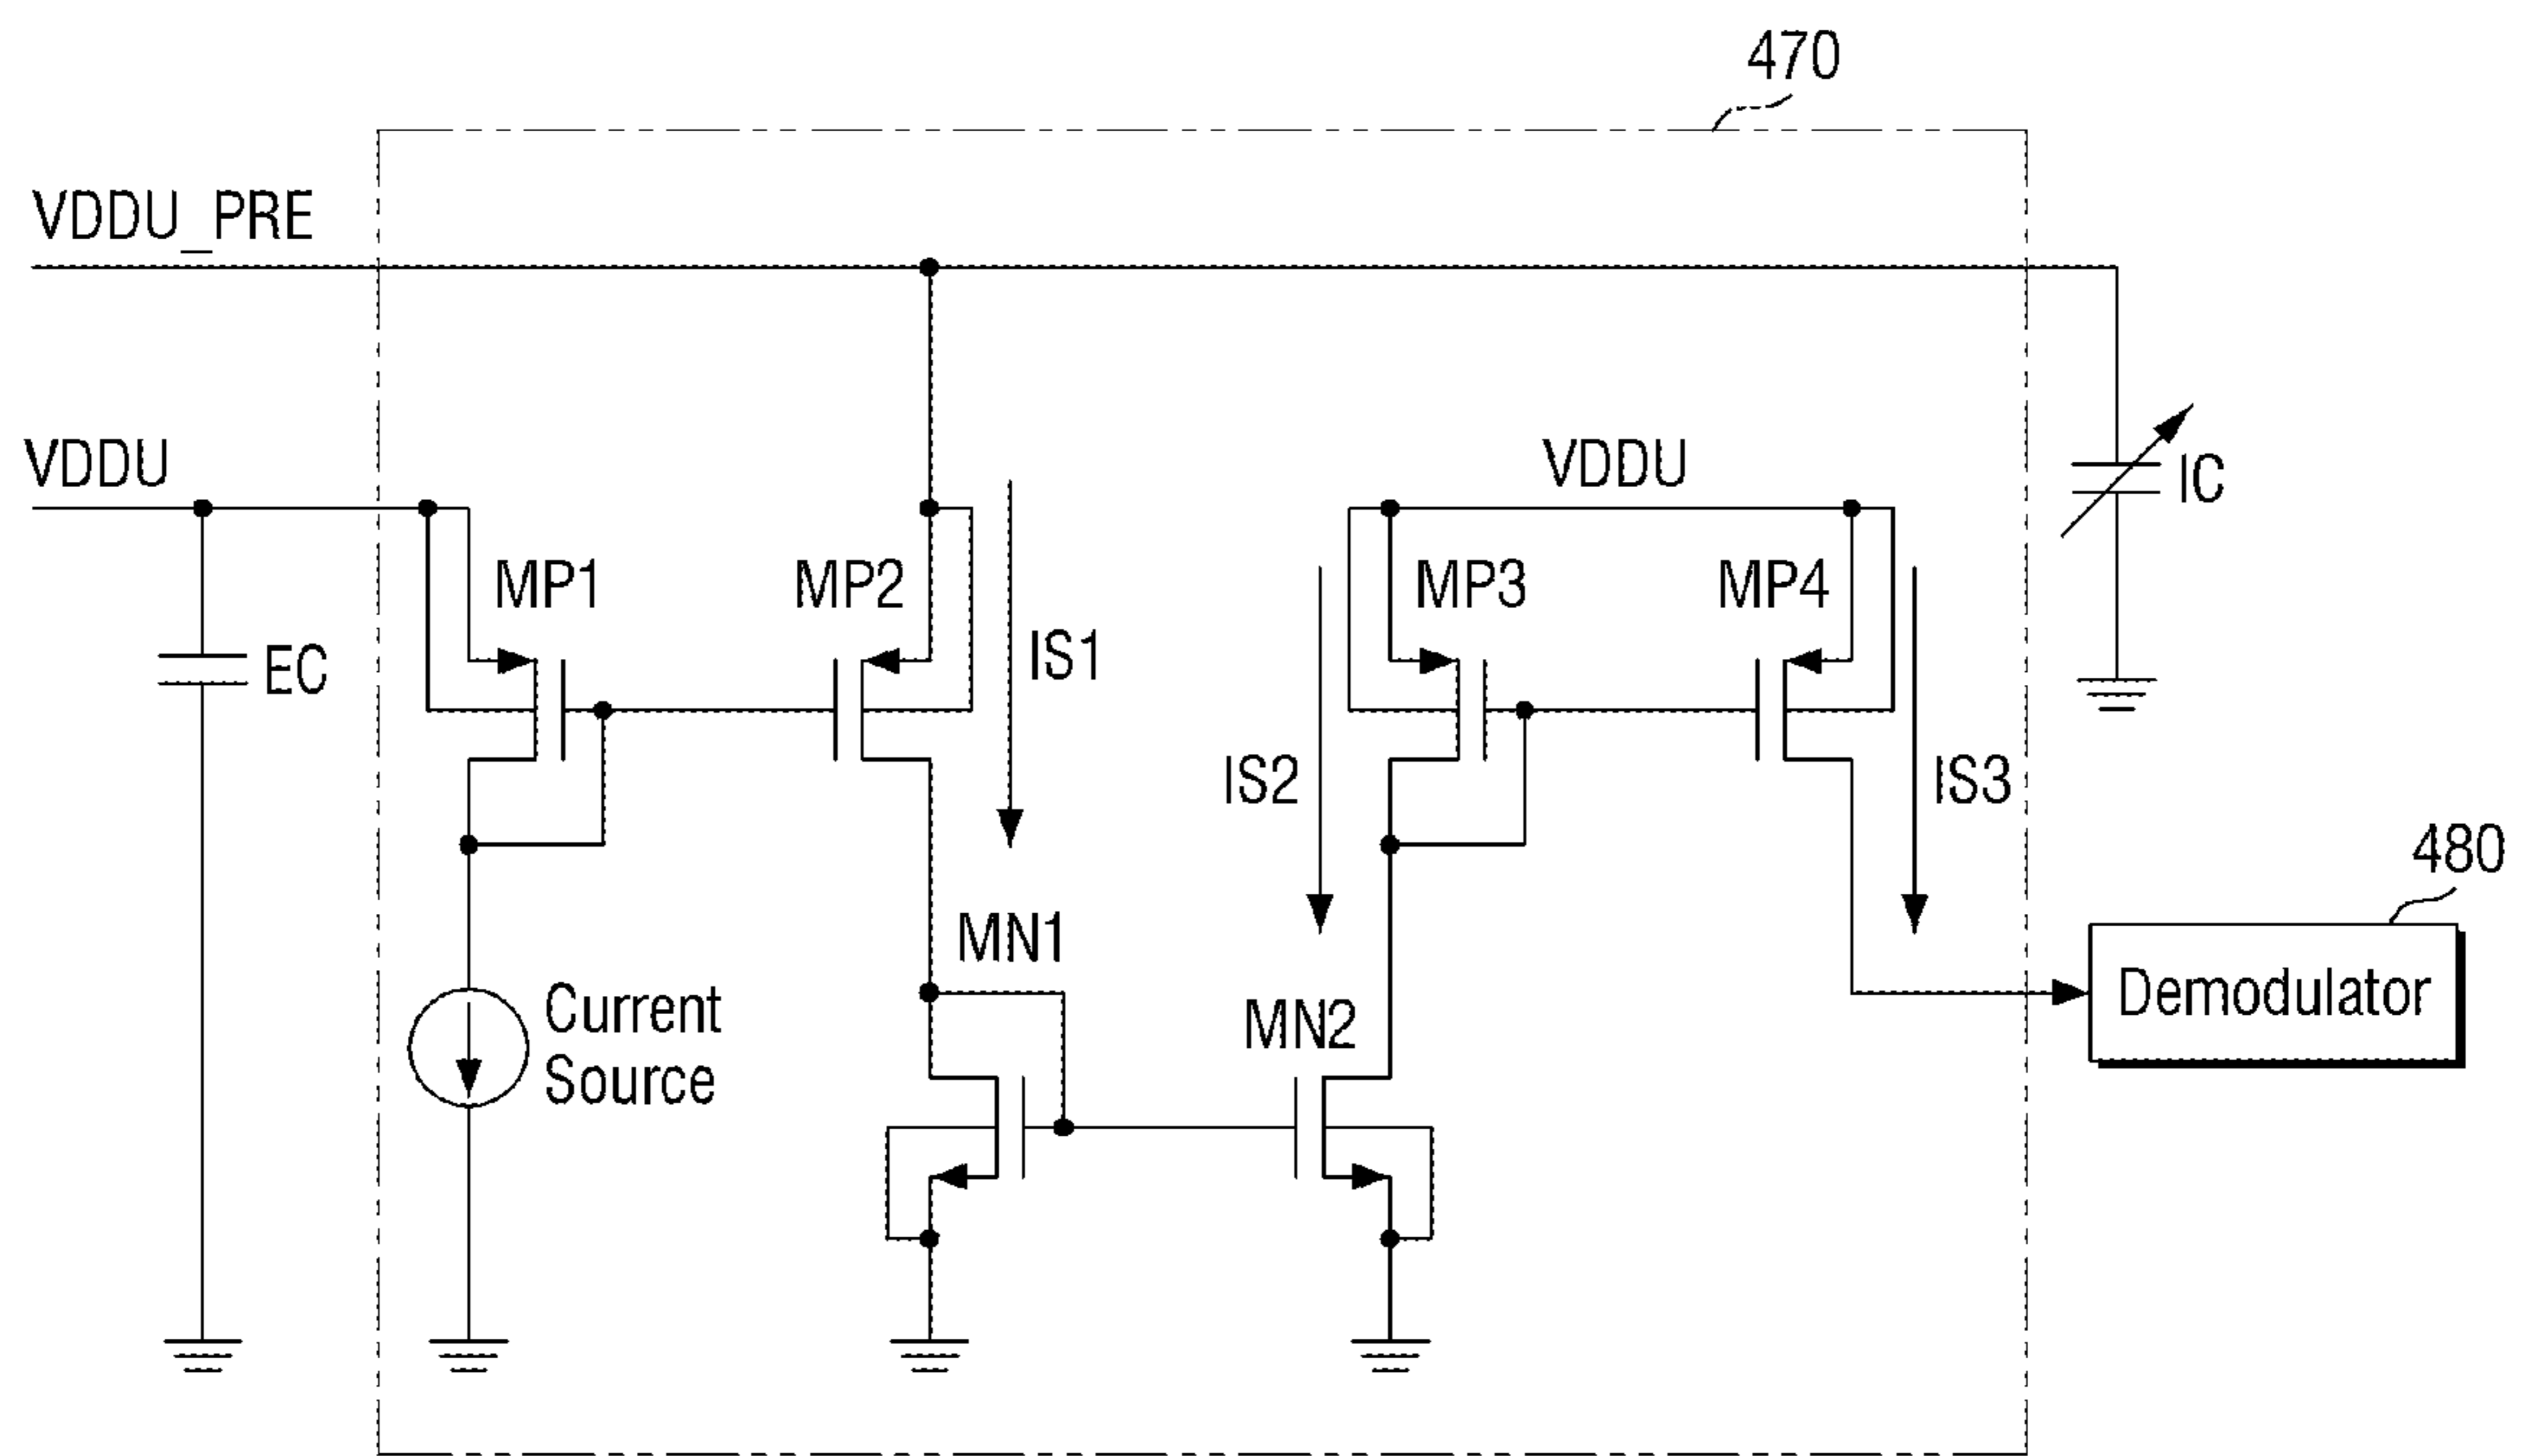 470
VDDU_PRE
VDDU
VDDU
IC
MP1
MP2
MP3
MP4
EC
IS1
IS2
IS3
480
MN1
Demodulator
Current
Source
MN2